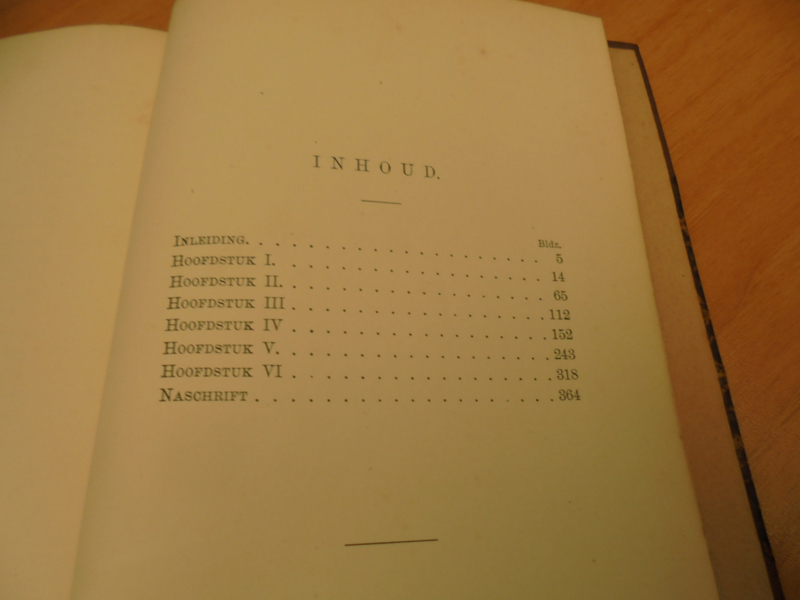 INHOUD.
Bldz.
INLEIDING. . . . . . . . . . . . . . . . 5
HOOFDSTUK I. . . . . . . . . . . . . . . 14
HOOFDSTUK II. . . . . . . . . . . . . . . 65
HOOFDSTUK III . . . . . . . . . . . . . . 112
HOOFDSTUK IV . . . . . . . . . . . . . . 152
HOOFDSTUK V. . . . . . . . . . . . . . . 243
HOOFDSTUK VI . . . . . . . . . . . . . . 318
NASCHRIFT . . . . . . . . . . . . . . . . 364